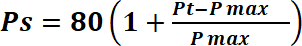 Ps = 80(1 + (Pt−P max)/(P max))